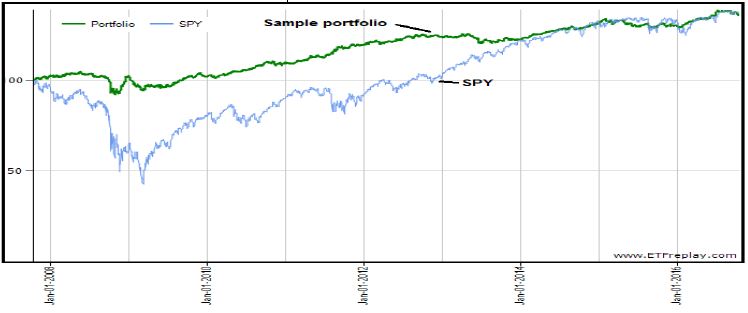 Portfolio SPY
Sample portfolio
00
SPY
50
www.ETFreplay.com
Jan-01-2008
Jan-01-2010
Jan-01-2012
Jan-01-2014
Jan-01-2016